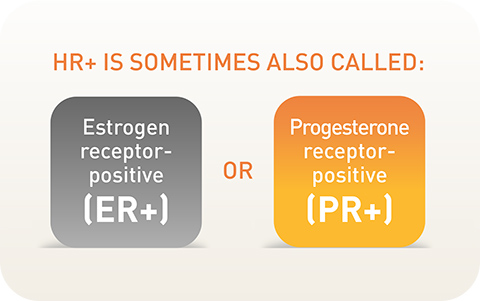 HR+ IS SOMETIMES ALSO CALLED:
Estrogen
receptor-
positive
(ER+)
OR
Progesterone
receptor-
positive
(PR+)